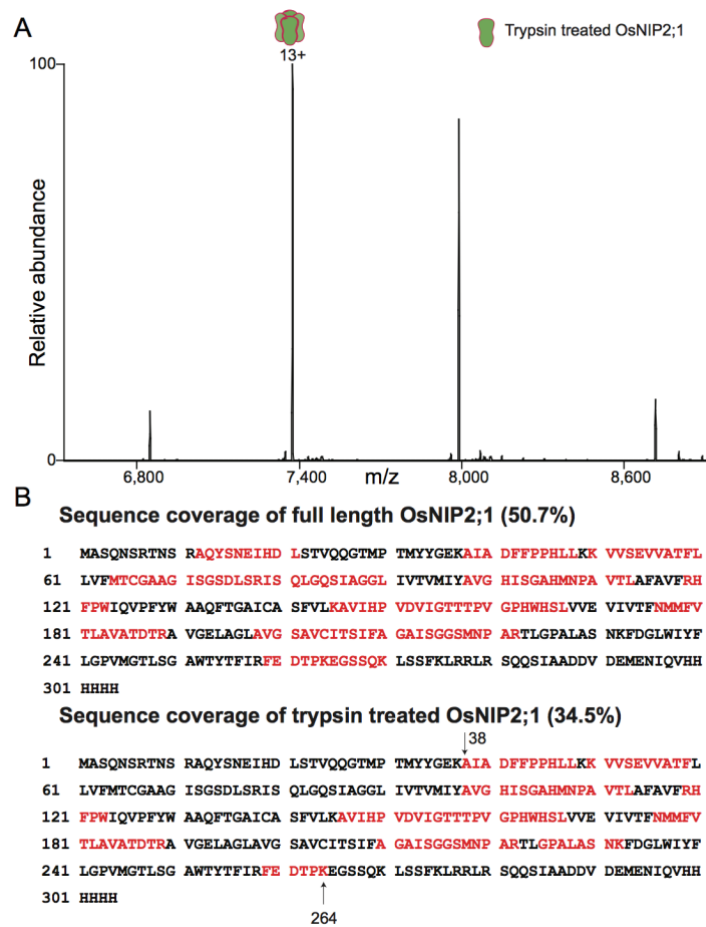 A
Trypsin treated OsNIP2;1
13+
100
Relative abundance
0
6,800
7,400
m/z
8,000
8,600
B
Sequence coverage of full length OsNIP2;1 (50.7%)
1 MASQNSRTNS RAQYSNEIHD LSTVQQGTMP TMYYGEKAIA DFFPPHLLKK VVSEVVATFL
61 LVFMTCGAAG ISGSDLSRIS QLGQSIAGGL IVTVMIYAVG HISGAHMNPA VTLAFAVFRH
121 FPWIQVPFYW AAQFTGAICA SFVLKAVIHP VDVIGTTTPV GPHWHSLVVE VIVTFNMMFV
181 TLAVATDTRA VGELAGLAVG SAVCITSIFA GAISGGSMNP ARTLGPALAS NKFDGLWIYF
241 LGPVMGTLSG AWTYTFIRFE DTPKEGSSQK LSSFKLRRLR SQQSIAADDV DEMENIQVHH
301 HHHH
Sequence coverage of trypsin treated OsNIP2;1 (34.5%)
38
1 MASQNSRTNS RAQYSNEIHD LSTVQQGTMP TMYYGEKAIA DFFPPHLLKK VVSEVVATFL
61 LVFMTCGAAG ISGSDLSRIS QLGQSIAGGL IVTVMIYAVG HISGAHMNPA VTLAFAVFRH
121 FPWIQVPFYW AAQFTGAICA SFVLKAVIHP VDVIGTTTPV GPHWHSLVVE VIVTFNMMFV
181 TLAVATDTRA VGELAGLAVG SAVCITSIFA GAISGGSMNP ARTLGPALAS NKFDGLWIYF
241 LGPVMGTLSG AWTYTFIRFE DTPKEGSSQK LSSFKLRRLR SQQSIAADDV DEMENIQVHH
301 HHHH
264